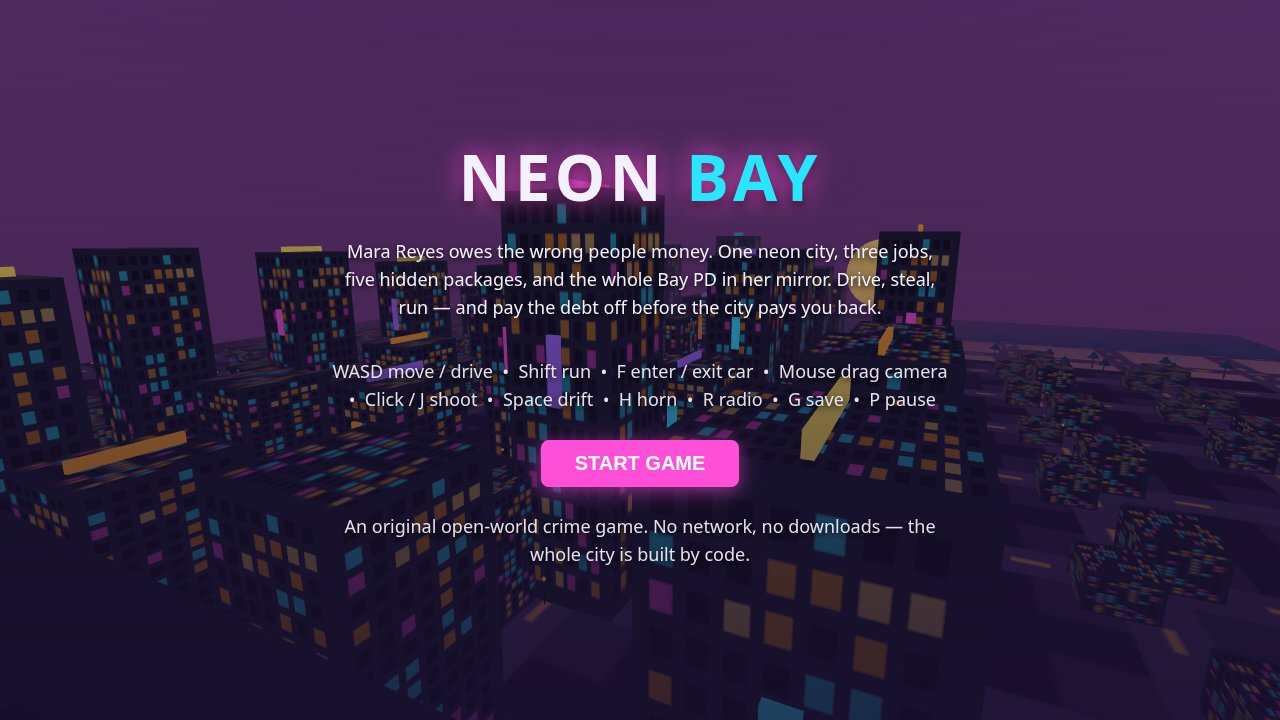 NEON BAY
Mara Reyes owes the wrong people money. One neon city, three jobs,
five hidden packages, and the whole Bay PD in her mirror. Drive, steal,
run — and pay the debt off before the city pays you back.
WASD move / drive • Shift run • F enter / exit car • Mouse drag camera
• Click / J shoot • Space drift • H horn • R radio • G save • P pause
START GAME
An original open-world crime game. No network, no downloads — the
whole city is built by code.